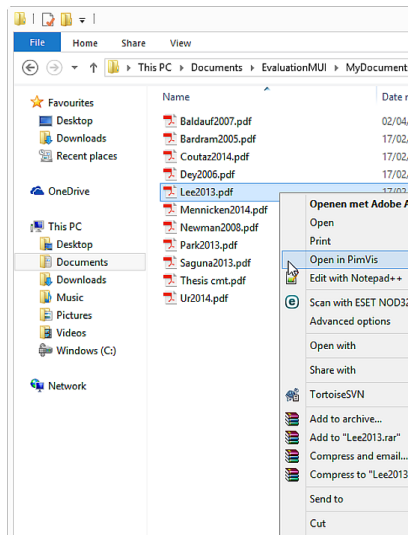 File Home Share View
This PC Documents EvaluationMUI MyDocument
Favourites
Desktop
Downloads
Recent places
OneDrive
This PC
Desktop
Documents
Downloads
Music
Pictures
Videos
Windows (C:)
Network
Name Date r
Baldauf2007.pdf 02/04,
Bardram2005.pdf 17/02
Coutaz2014.pdf 17/02,
Dey2006.pdf 17/02,
Lee2013.pdf 17/02
Mennicken2014.pdf
Newman2008.pdf
Park2013.pdf
Saguna2013.pdf
Thesis cmt.pdf
Ur2014.pdf
Openen met Adobe A
Open
Print
Open in PimVis
Edit with Notepad++
Scan with ESET NOD32
Advanced options
Open with
Share with
TortoiseSVN
Add to archive...
Add to "Lee2013.rar"
Compress and email...
Compress to "Lee2013
Send to
Cut